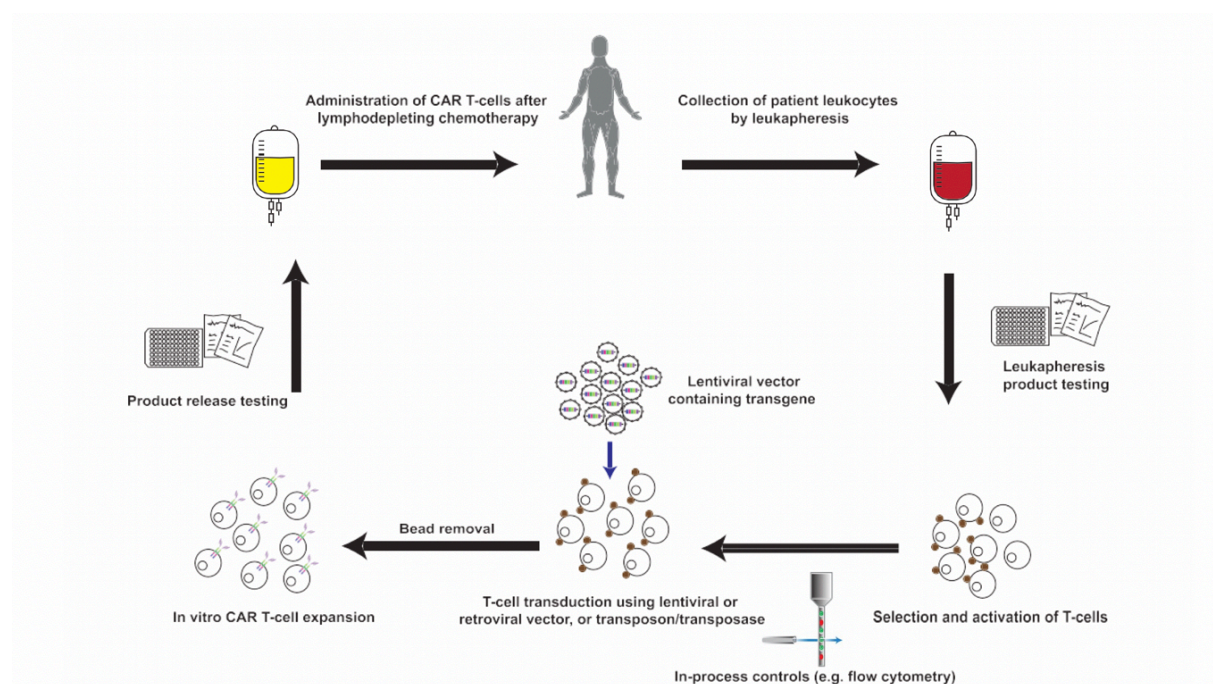 Administration of CAR T-cells after
lymphodepleting chemotherapy
Collection of patient leukocytes
by leukapheresis
Leukapheresis
product testing
Product release testing
Lentiviral vector
containing transgene
Bead removal
In vitro CAR T-cell expansion
T-cell transduction using lentiviral or
retroviral vector, or transposon/transposase
Selection and activation of T-cells
In-process controls (e.g. flow cytometry)